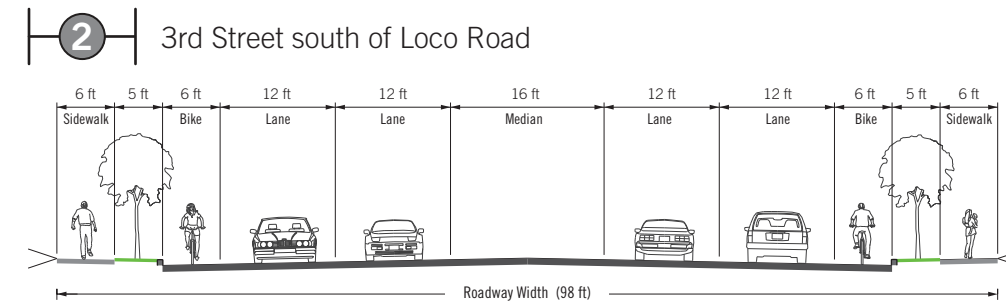 2 3rd Street south of Loco Road
6 ft 5 ft 6 ft 12 ft 12 ft 16 ft 12 ft 12 ft 6 ft 5 ft 6 ft
Sidewalk Bike Lane Lane Median Lane Lane Bike Sidewalk
Roadway Width (98 ft)